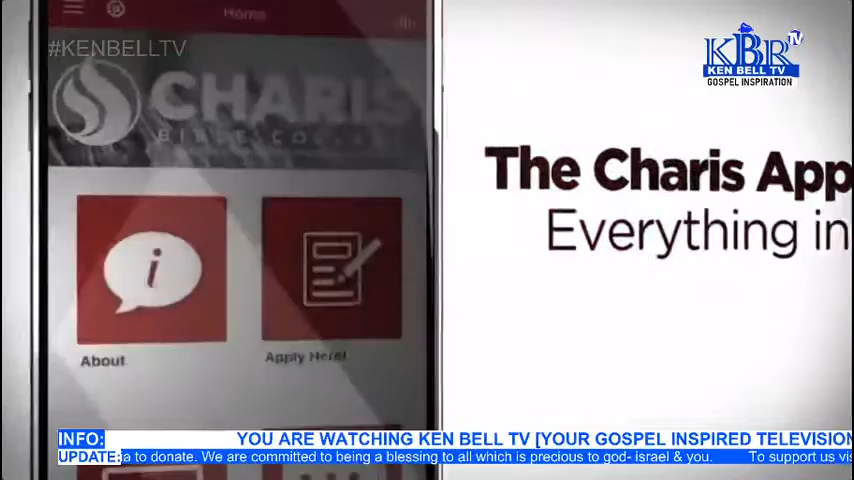 Home
#KENBELLTV
CHARIS
BIBLE COLLEGE
KBR TV
KEN BELL TV
GOSPEL INSPIRATION
The Charis App
Everything in
i
About
Apply Here!
INFO: YOU ARE WATCHING KEN BELL TV [YOUR GOSPEL INSPIRED TELEVISION
UPDATE: ia to donate. We are committed to being a blessing to all which is precious to god- israel & you. To support us vis